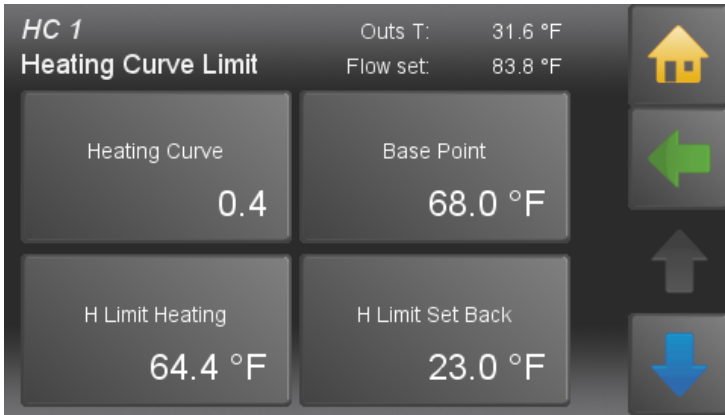 HC 1
Outs T: 31.6 °F
Heating Curve Limit
Flow set: 83.8 °F
Heating Curve
0.4
Base Point
68.0 °F
H Limit Heating
64.4 °F
H Limit Set Back
23.0 °F